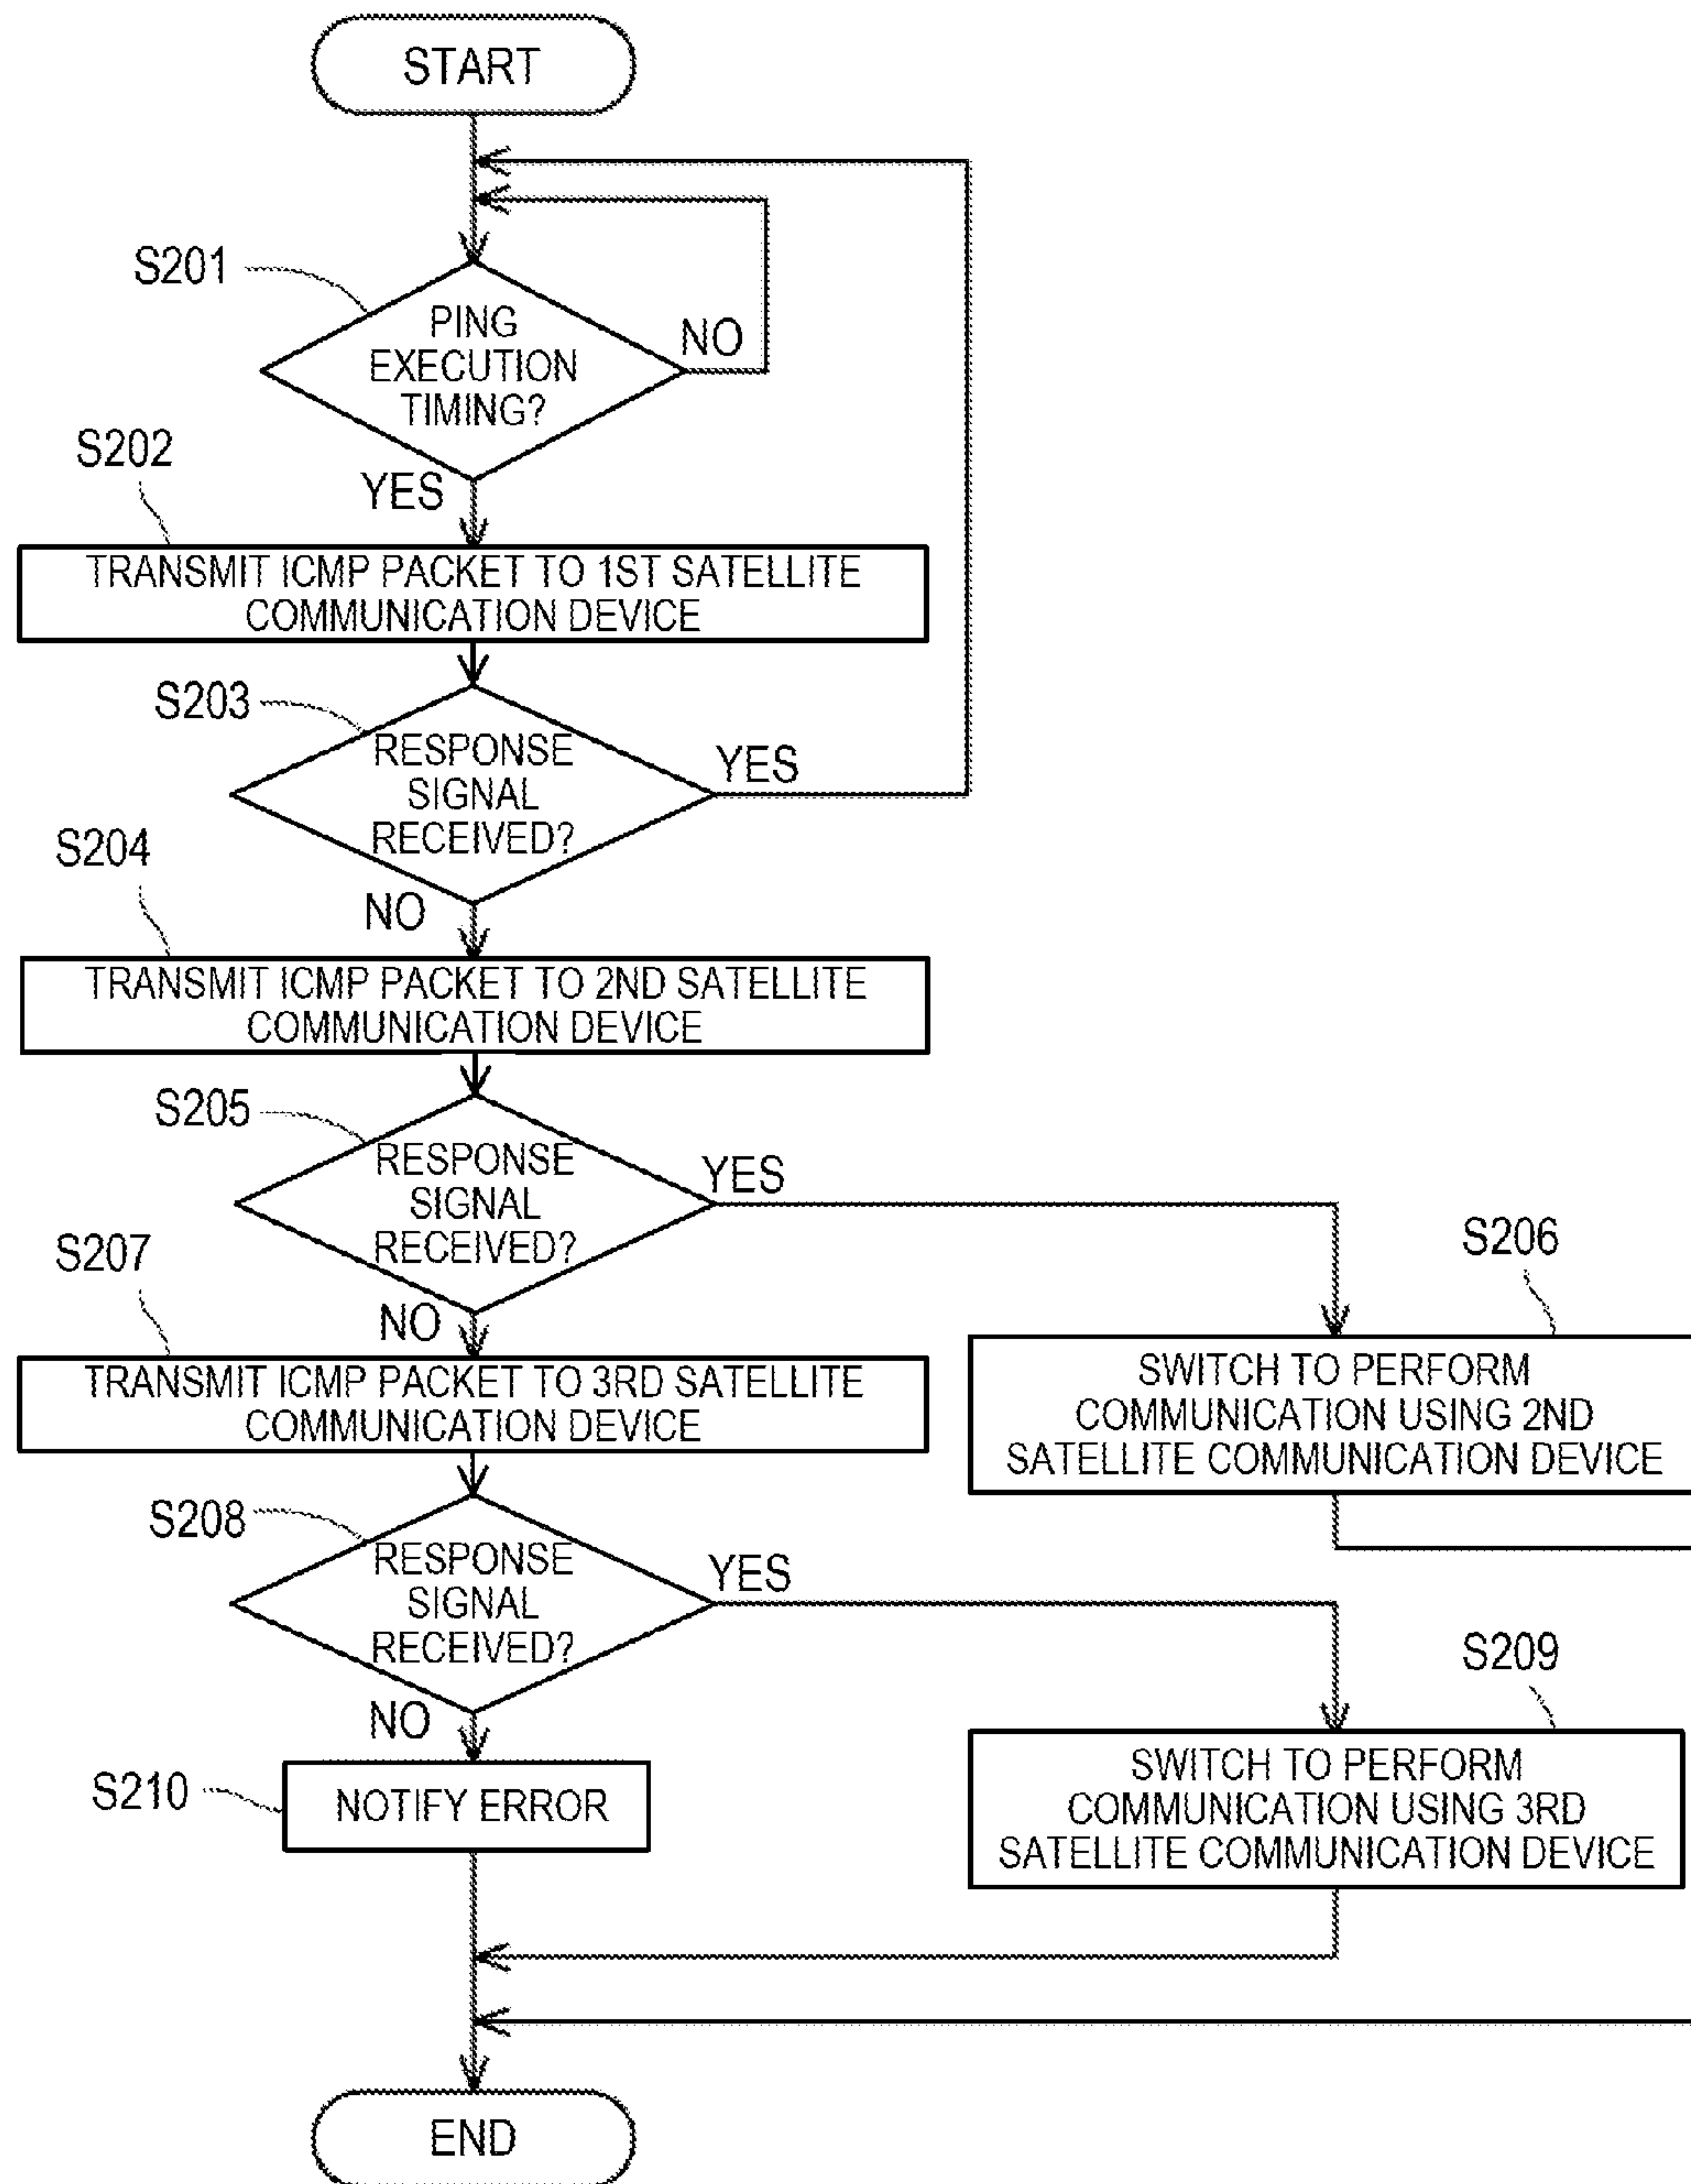 START
S201
PING
EXECUTION
TIMING?
NO
YES
S202
TRANSMIT ICMP PACKET TO 1ST SATELLITE
COMMUNICATION DEVICE
S203
RESPONSE
SIGNAL
RECEIVED?
YES
NO
S204
TRANSMIT ICMP PACKET TO 2ND SATELLITE
COMMUNICATION DEVICE
S205
RESPONSE
SIGNAL
RECEIVED?
YES
NO
S206
SWITCH TO PERFORM
COMMUNICATION USING 2ND
SATELLITE COMMUNICATION DEVICE
S207
TRANSMIT ICMP PACKET TO 3RD SATELLITE
COMMUNICATION DEVICE
S208
RESPONSE
SIGNAL
RECEIVED?
YES
NO
S209
SWITCH TO PERFORM
COMMUNICATION USING 3RD
SATELLITE COMMUNICATION DEVICE
S210
NOTIFY ERROR
END